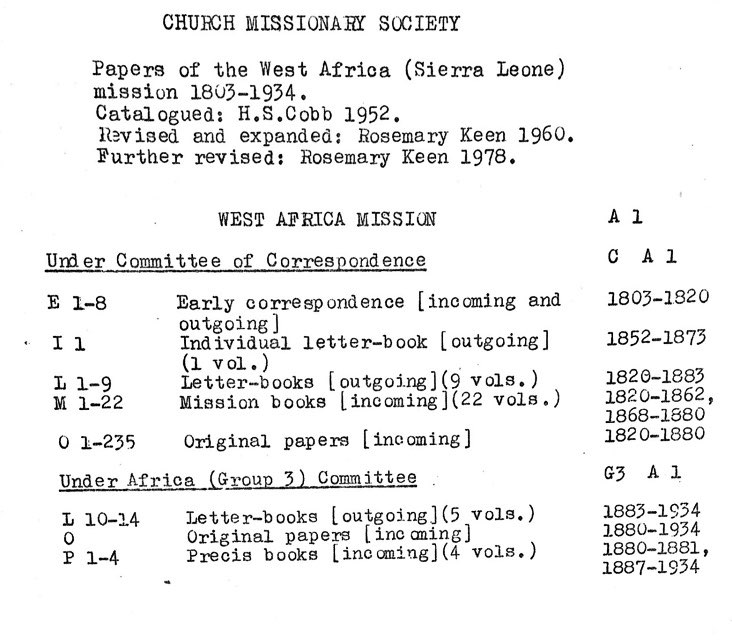 CHURCH MISSIONARY SOCIETY
Papers of the West Africa (Sierra Leone)
mission 1803-1934.
Catalogued: H.S.Cobb 1952.
Revised and expanded: Rosemary Keen 1960.
Further revised: Rosemary Keen 1978.
WEST AFRICA MISSION A 1
Under Committee of Correspondence C A 1
E 1-8 Early correspondence [incoming and 1803-1820
outgoing]
I 1 Individual letter-book [outgoing] 1852-1873
(1 vol.)
L 1-9 Letter-books [outgoing](9 vols.) 1820-1883
M 1-22 Mission books [incoming](22 vols.) 1820-1862,
1868-1880
O 1-235 Original papers [incoming] 1820-1880
Under Africa (Group 3) Committee G3 A 1
L 10-14 Letter-books [outgoing](5 vols.) 1883-1934
O Original papers [incoming] 1880-1934
P 1-4 Precis books [incoming](4 vols.) 1880-1881,
1887-1934